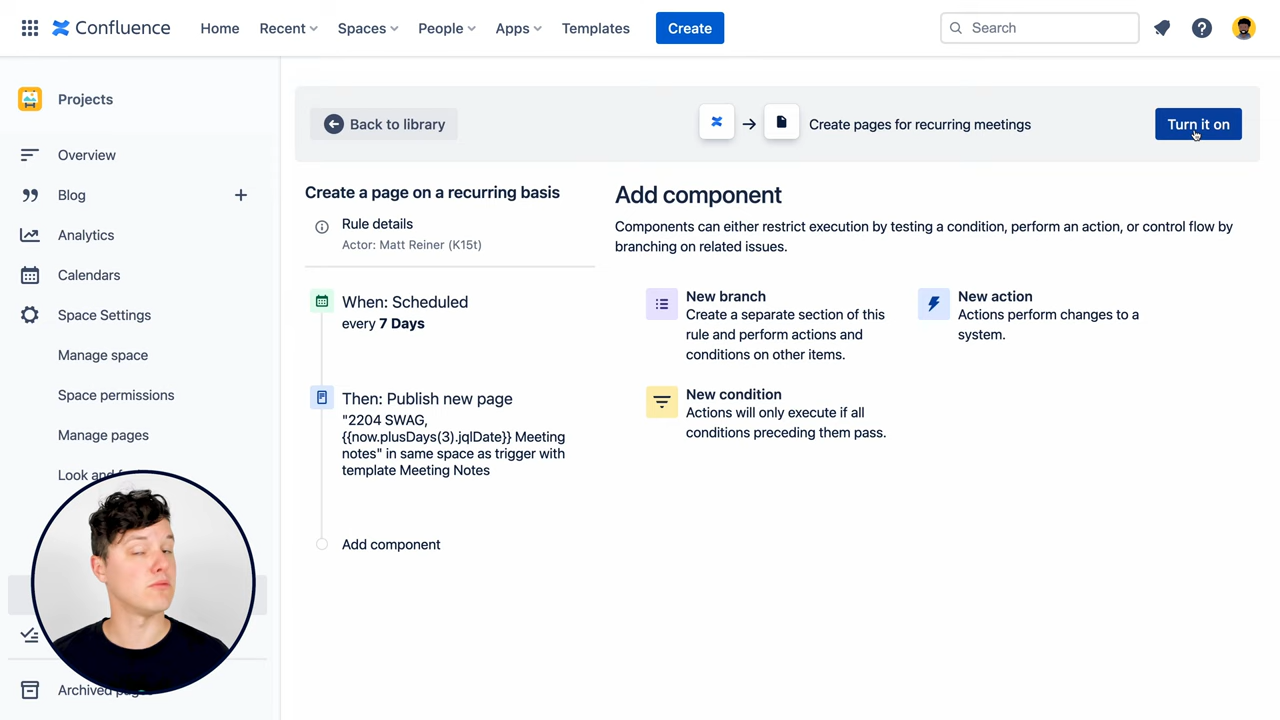 Confluence
Home
Recent
Spaces
People
Apps
Templates
Create
Search
Projects
Overview
Blog
Analytics
Calendars
Space Settings
Manage space
Space permissions
Manage pages
Look and
Archived
Back to library
Create pages for recurring meetings
Turn it on
Create a page on a recurring basis
Rule details
Actor: Matt Reiner (K15t)
When: Scheduled
every 7 Days
Then: Publish new page
"2204 SWAG,
{{now.plusDays(3).jqlDate}} Meeting
notes" in same space as trigger with
template Meeting Notes
Add component
Add component
Components can either restrict execution by testing a condition, perform an action, or control flow by
branching on related issues.
New branch
Create a separate section of this
rule and perform actions and
conditions on other items.
New action
Actions perform changes to a
system.
New condition
Actions will only execute if all
conditions preceding them pass.